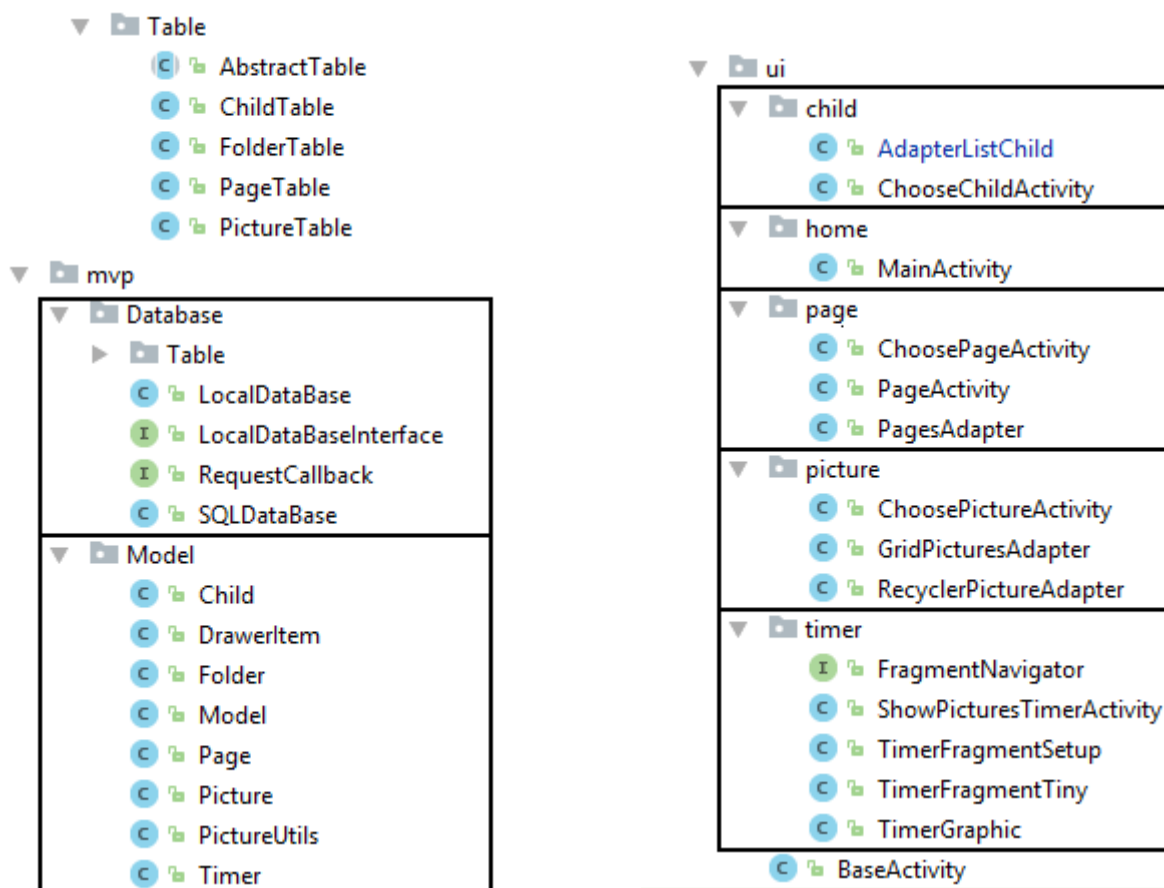 Table
AbstractTable
ChildTable
FolderTable
PageTable
PictureTable
mvp
Database
Table
LocalDataBase
LocalDataBaseInterface
RequestCallback
SQLDataBase
Model
Child
DrawerItem
Folder
Model
Page
Picture
PictureUtils
Timer
ui
child
AdapterListChild
ChooseChildActivity
home
MainActivity
page
ChoosePageActivity
PageActivity
PagesAdapter
picture
ChoosePictureActivity
GridPicturesAdapter
RecyclerPictureAdapter
timer
FragmentNavigator
ShowPicturesTimerActivity
TimerFragmentSetup
TimerFragmentTiny
TimerGraphic
BaseActivity